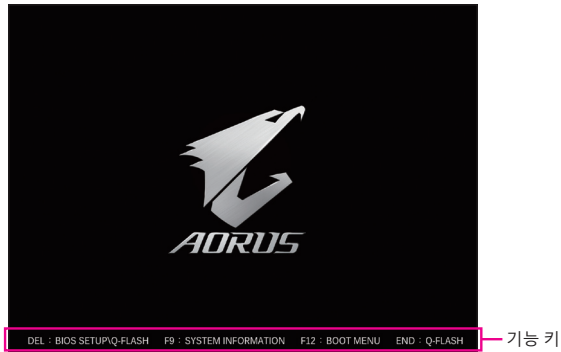 AORUS
DEL : BIOS SETUP\Q-FLASH F9 : SYSTEM INFORMATION F12 : BOOT MENU END : Q-FLASH
기능 키